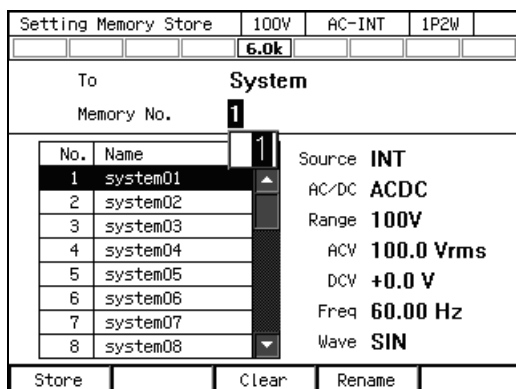 Setting Memory Store 100V AC-INT 1P2W
6.0k
To System
Memory No. 1
1
No. Name
1 system01
2 system02
3 system03
4 system04
5 system05
6 system06
7 system07
8 system08
Source INT
AC/DC ACDC
Range 100V
ACV 100.0 Vrms
DCV +0.0 V
Freq 60.00 Hz
Wave SIN
Store Clear Rename